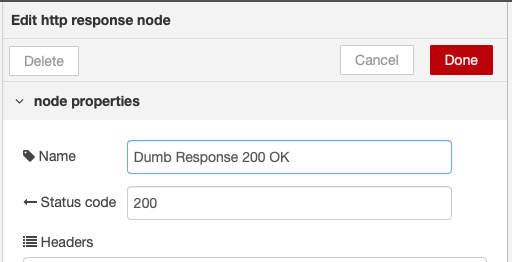 Edit http response node
Delete Cancel Done
node properties
Name Dumb Response 200 OK
Status code 200
Headers